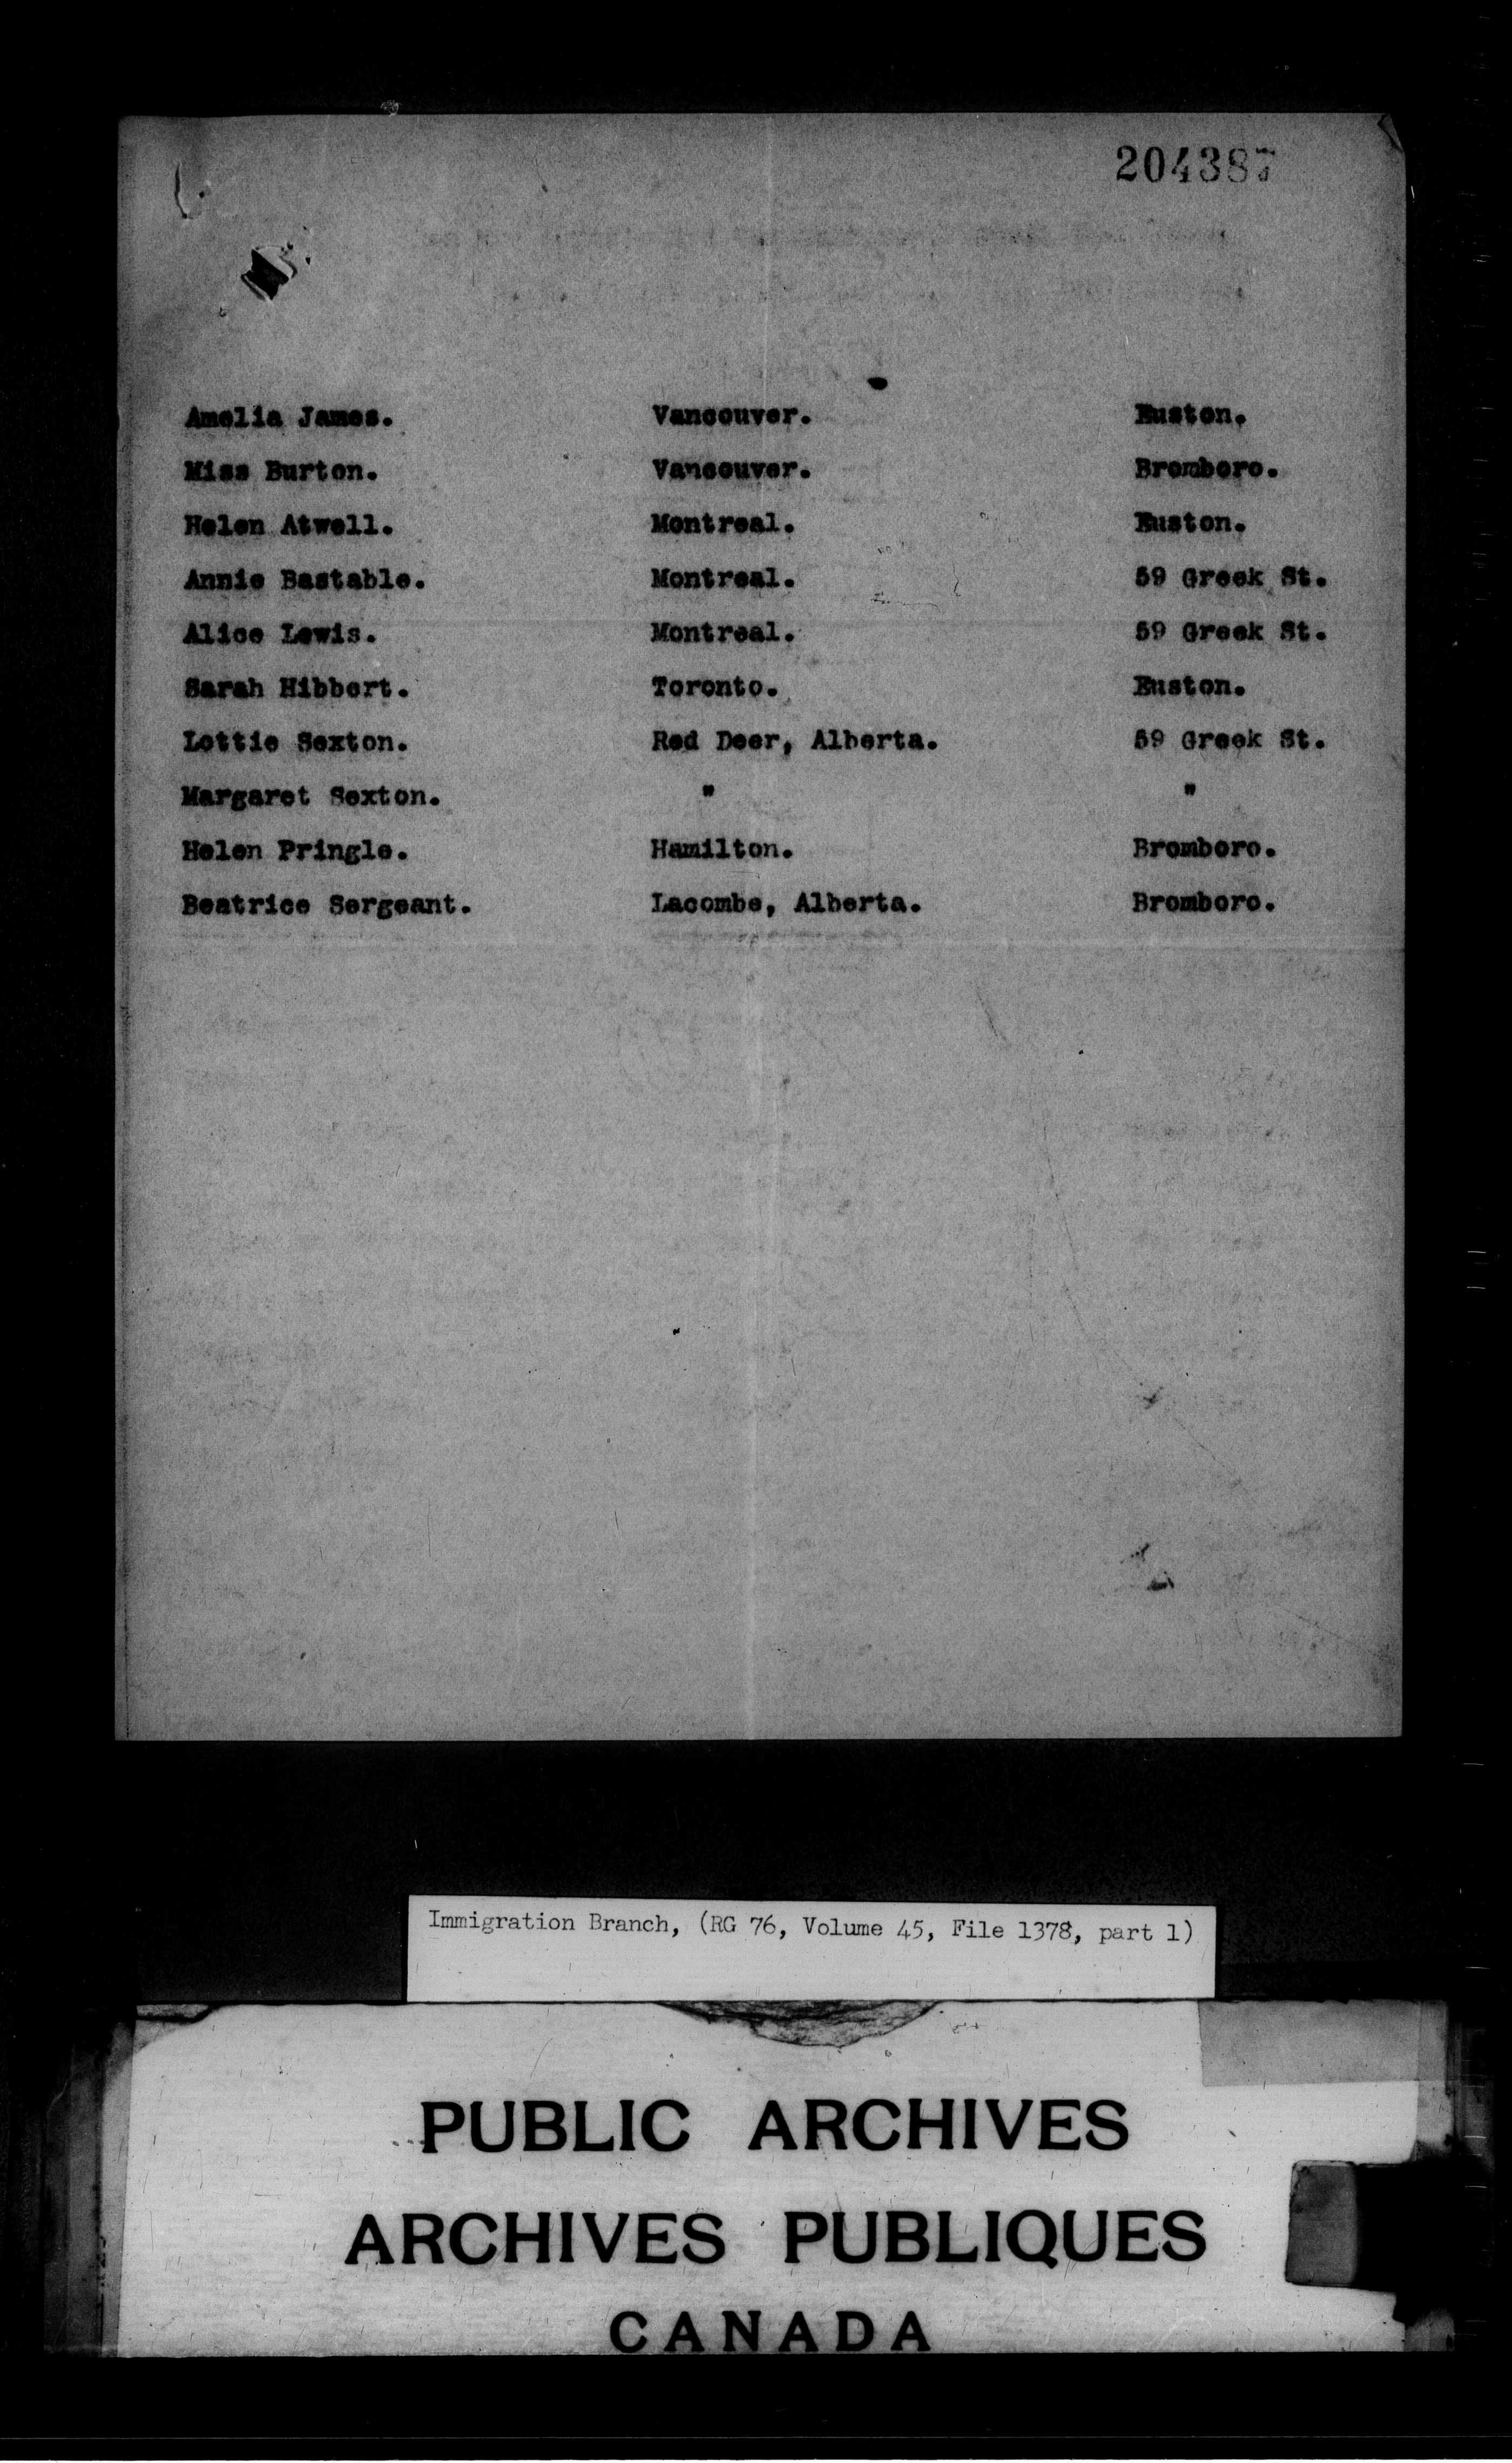 204387
Amelia James. Vancouver. Euston.
Miss Burton. Vancouver. Bromboro.
Helen Atwell. Montreal. Euston.
Annie Bastable. Montreal. 59 Greek St.
Alice Lewis. Montreal. 59 Greek St.
Sarah Hibbert. Toronto. Euston.
Lottie Sexton. Red Deer, Alberta. 59 Greek St.
Margaret Sexton. " "
Helen Pringle. Hamilton. Bromboro.
Beatrice Sergeant. Lacombe, Alberta. Bromboro.
Immigration Branch, (RG 76, Volume 45, File 1378, part 1)
PUBLIC ARCHIVES
ARCHIVES PUBLIQUES
CANADA